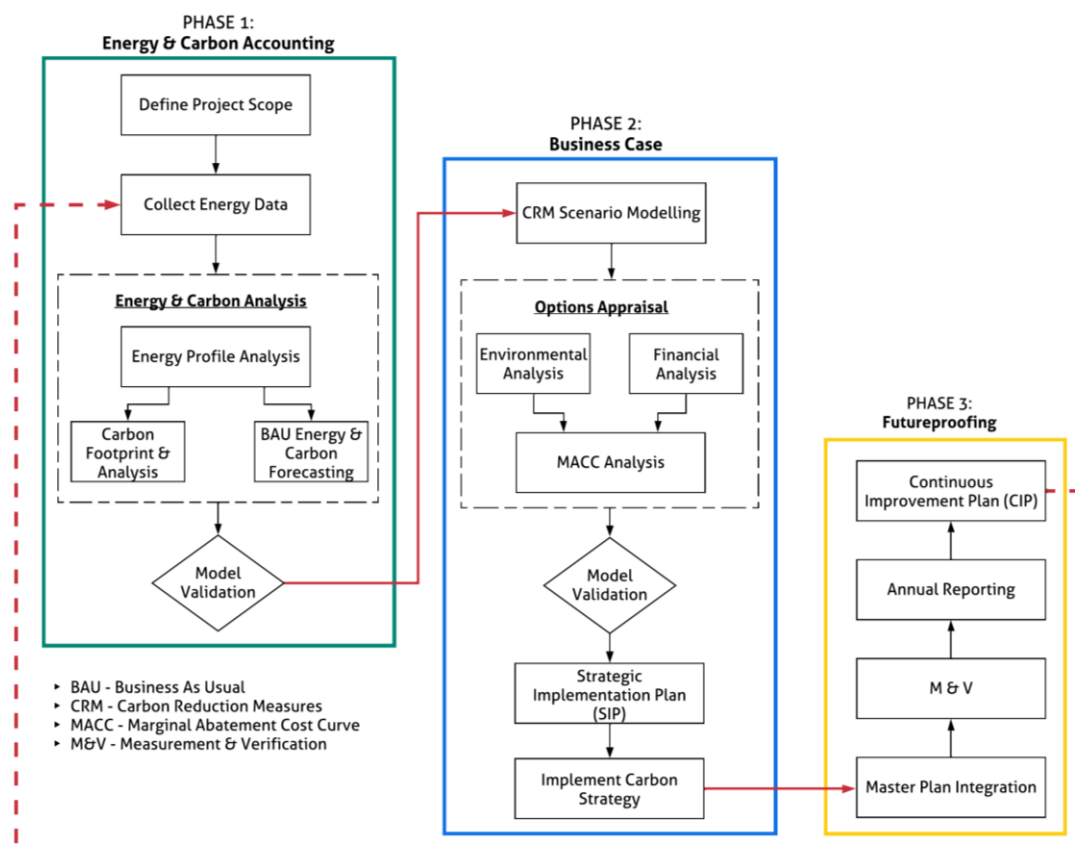 PHASE 1:
Energy & Carbon Accounting
Define Project Scope
Collect Energy Data
Energy & Carbon Analysis
Energy Profile Analysis
Carbon
Footprint &
Analysis
BAU Energy &
Carbon
Forecasting
Model
Validation
‣ BAU - Business As Usual
‣ CRM - Carbon Reduction Measures
‣ MACC - Marginal Abatement Cost Curve
‣ M&V - Measurement & Verification
PHASE 2:
Business Case
CRM Scenario Modelling
Options Appraisal
Environmental
Analysis
Financial
Analysis
MACC Analysis
Model
Validation
Strategic
Implementation Plan
(SIP)
Implement Carbon
Strategy
PHASE 3:
Futureproofing
Continuous
Improvement Plan (CIP)
Annual Reporting
M & V
Master Plan Integration